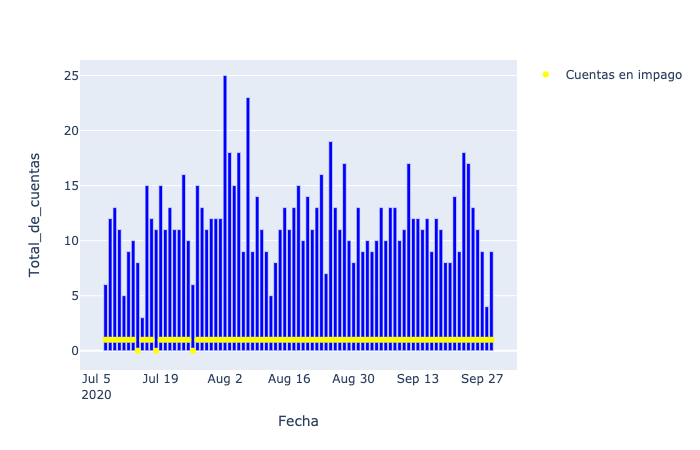 Cuentas en impago
25
20
15
10
5
0
Total_de_cuentas
Jul 5
2020
Jul 19
Aug 2
Aug 16
Aug 30
Sep 13
Sep 27
Fecha